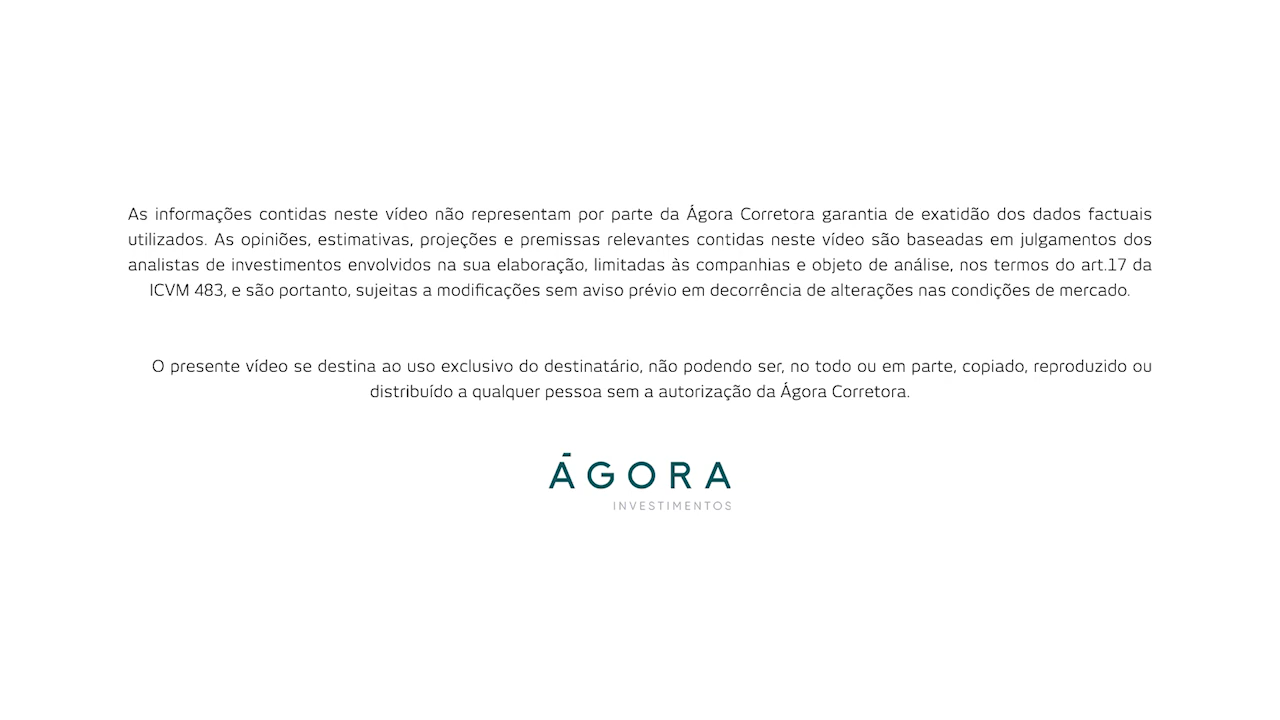 As informações contidas neste vídeo não representam por parte da Ágora Corretora garantia de exatidão dos dados factuais
utilizados. As opiniões, estimativas, projeções e premissas relevantes contidas neste vídeo são baseadas em julgamentos dos
analistas de investimentos envolvidos na sua elaboração, limitadas às companhias e objeto de análise, nos termos do art.17 da
ICVM 483, e são portanto, sujeitas a modificações sem aviso prévio em decorrência de alterações nas condições de mercado.
O presente vídeo se destina ao uso exclusivo do destinatário, não podendo ser, no todo ou em parte, copiado, reproduzido ou
distribuído a qualquer pessoa sem a autorização da Ágora Corretora.
ÁGORA
INVESTIMENTOS